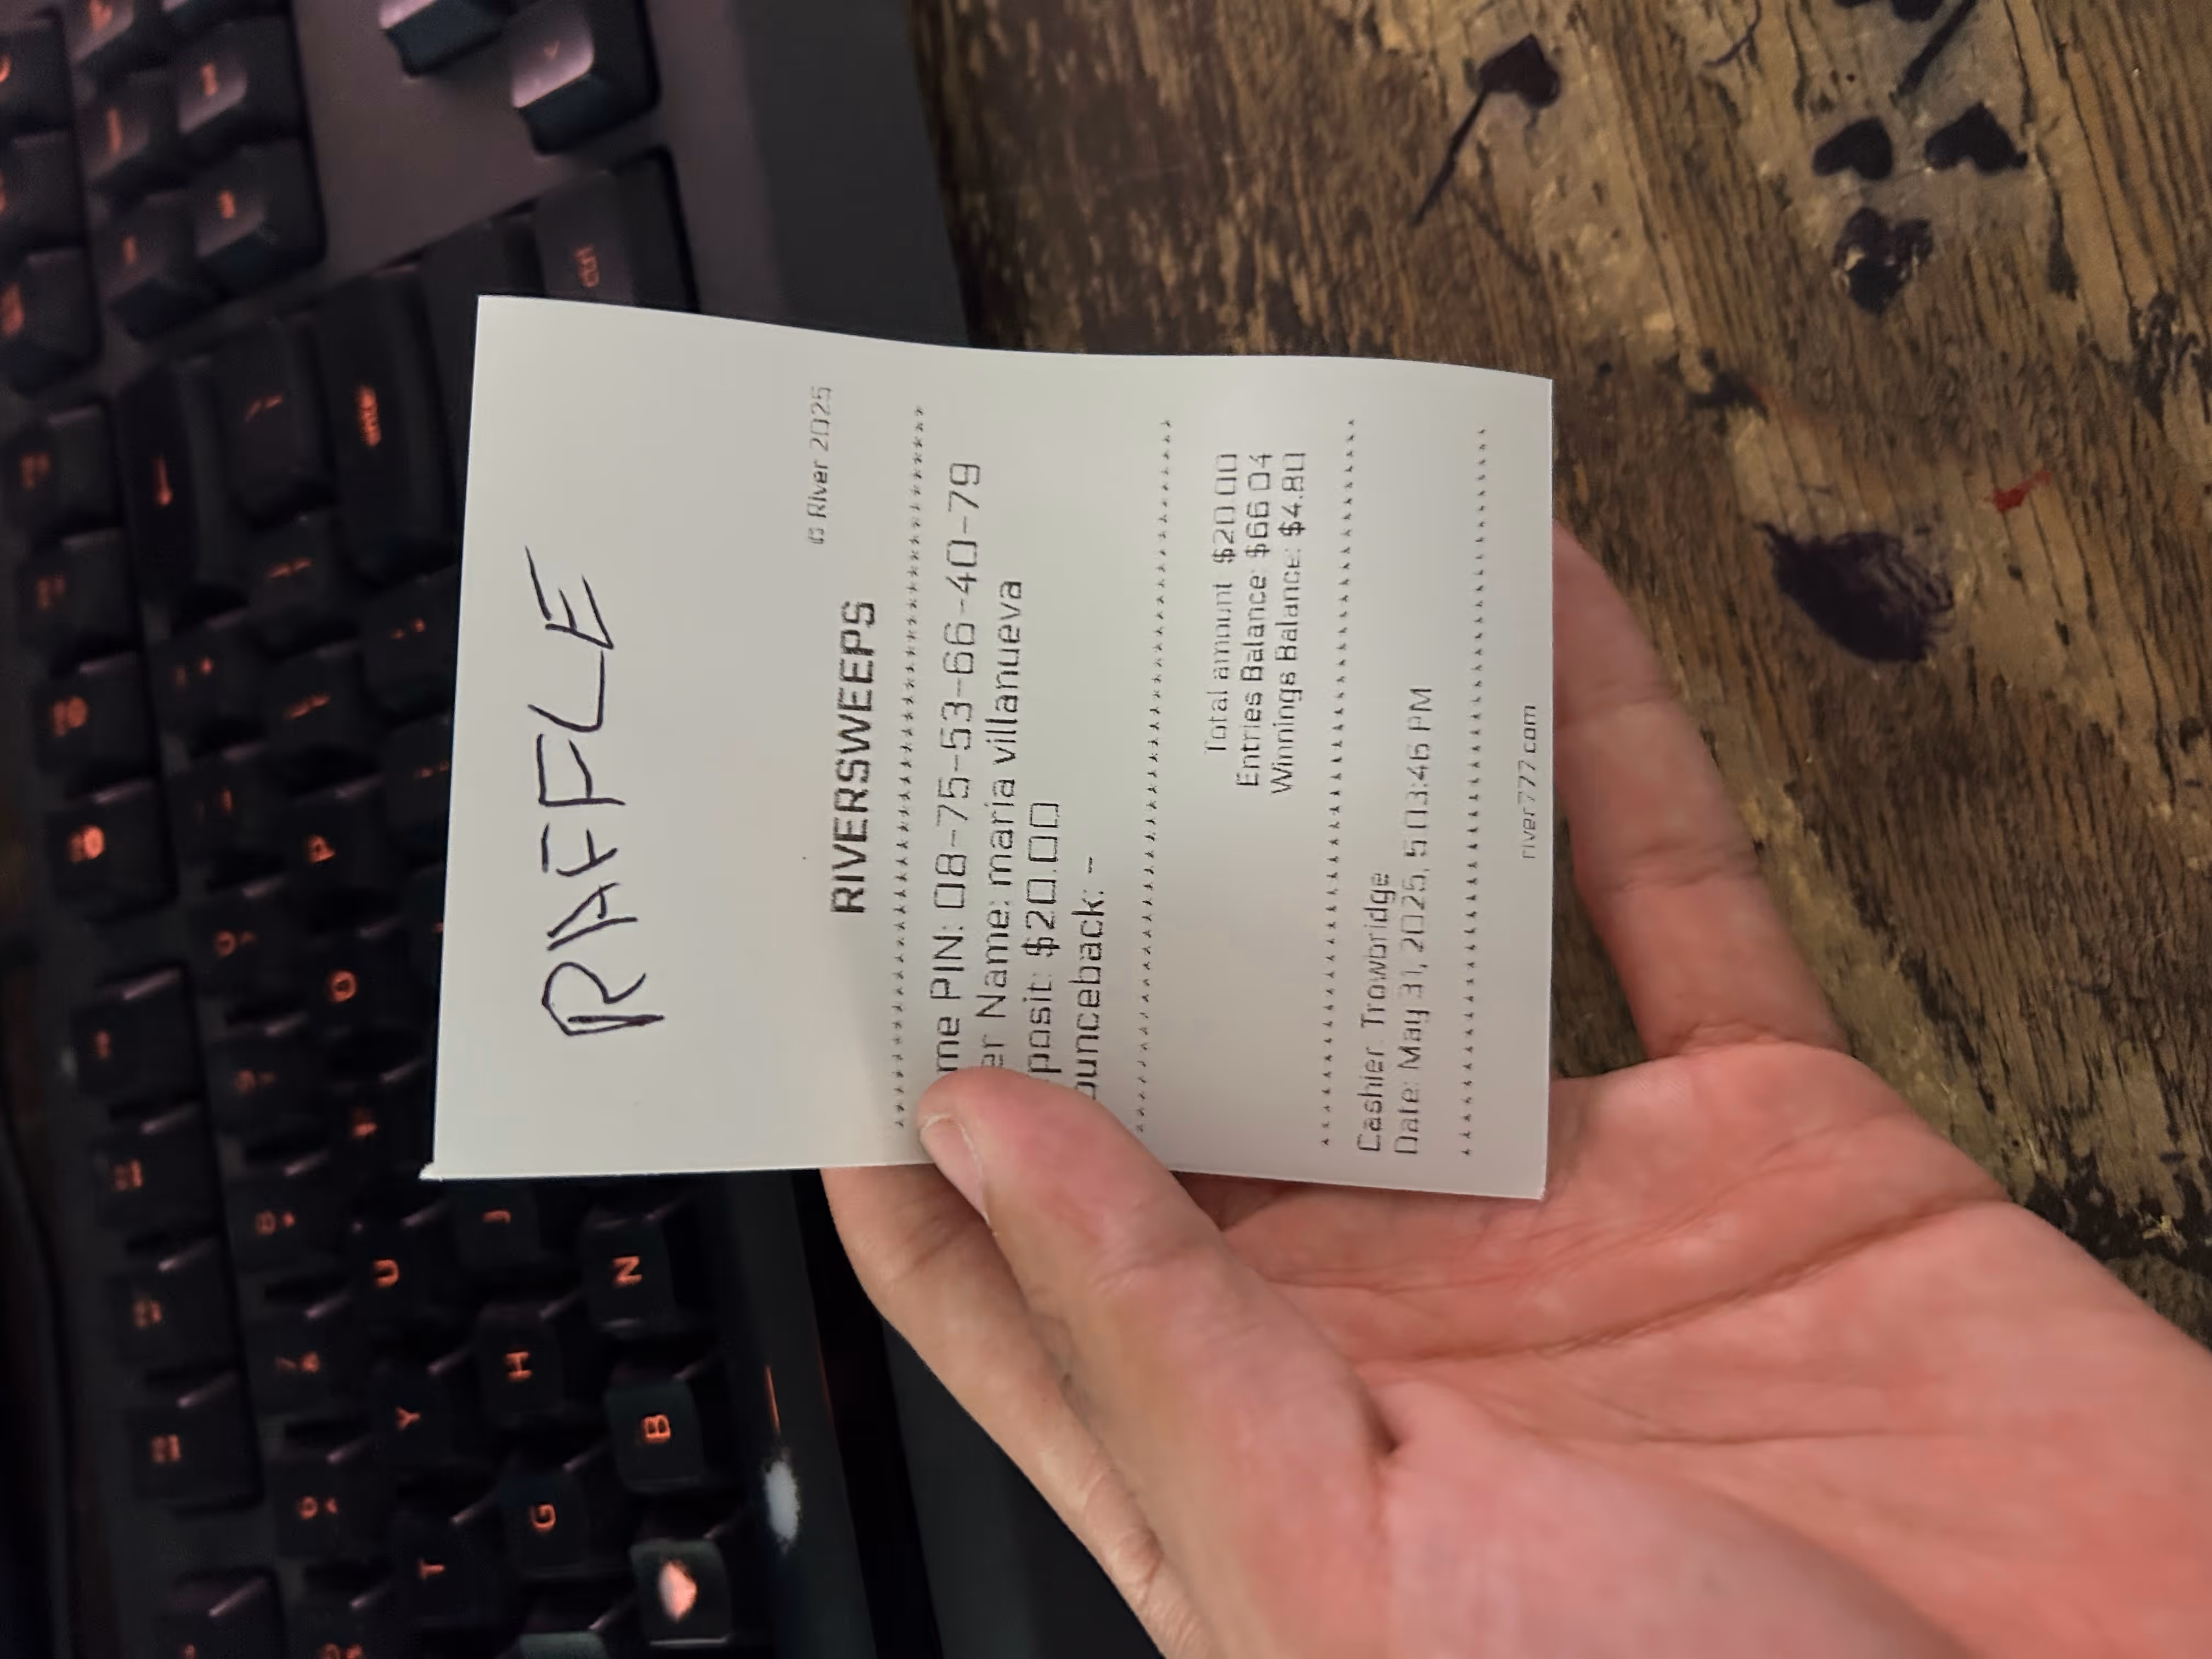 RAFFLE
© River 2025
RIVERSWEEPS
****************************************
me PIN: 08-75-53-66-40-79
er Name: maria villanueva
posit: $20.00
ounceback: -
****************************************
Total amount $20.00
Entries Balance: $66.04
Winnings Balance: $4.80
****************************************
Cashier: Trowbridge
Date: May 31, 2025, 5:03:46 PM
****************************************
river777.com
enter
ctrl
P
O
U
J
N
Y
H
B
T
G